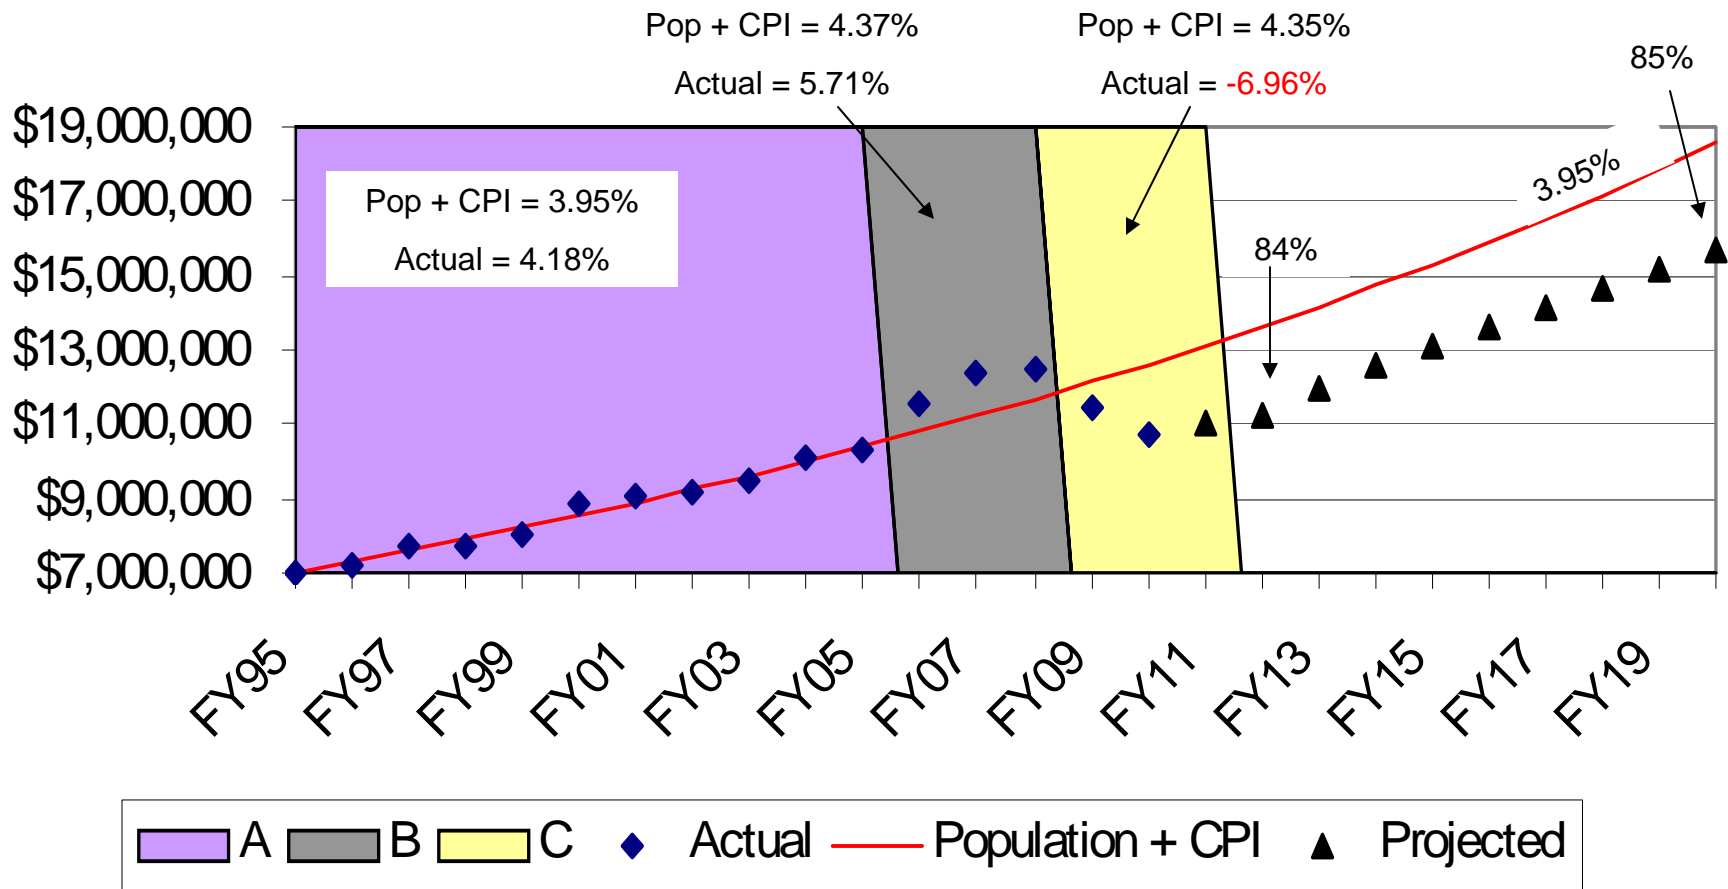 Pop + CPI = 4.37%
Actual = 5.71%
Pop + CPI = 4.35%
Actual = -6.96%
85%
$19,000,000
$17,000,000
$15,000,000
$13,000,000
$11,000,000
$9,000,000
$7,000,000
Pop + CPI = 3.95%
Actual = 4.18%
3.95%
84%
FY95
FY97
FY99
FY01
FY03
FY05
FY07
FY09
FY11
FY13
FY15
FY17
FY19
A B C Actual Population + CPI Projected